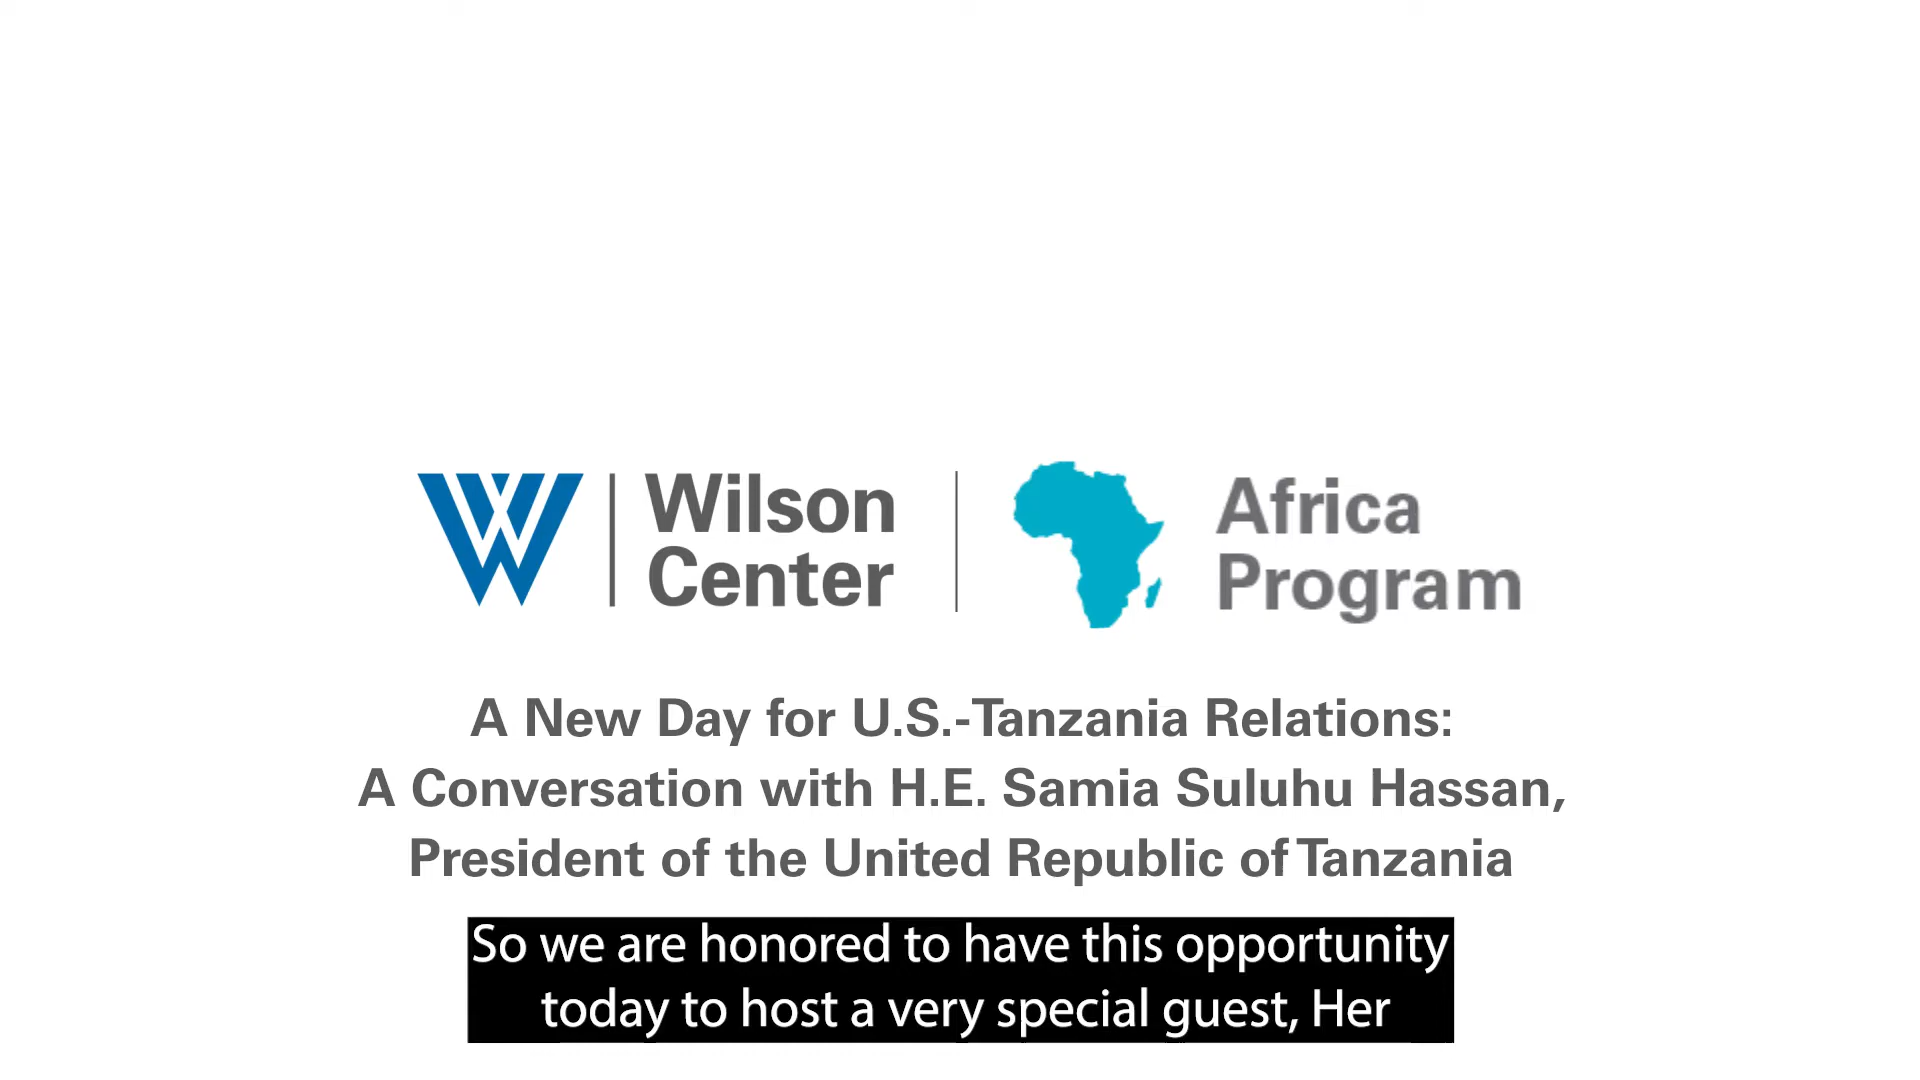 Wilson
Center
Africa
Program
A New Day for U.S.-Tanzania Relations:
A Conversation with H.E. Samia Suluhu Hassan,
President of the United Republic of Tanzania
So we are honored to have this opportunity
today to host a very special guest, Her